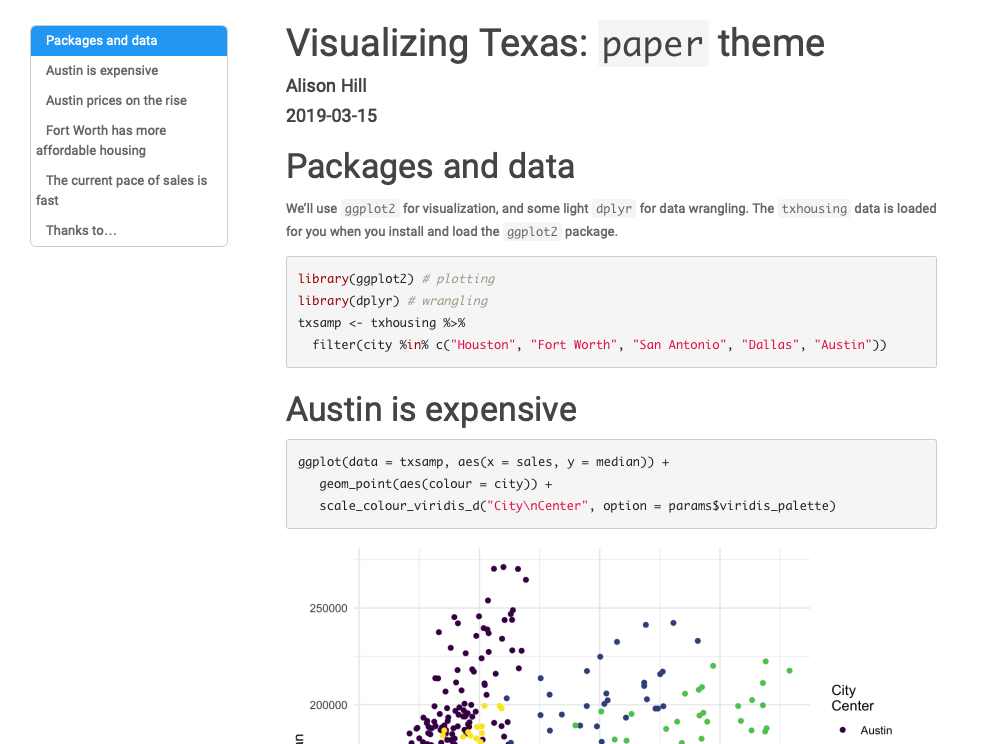 Packages and data
Austin is expensive
Austin prices on the rise
Fort Worth has more
affordable housing
The current pace of sales is
fast
Thanks to…
Visualizing Texas: paper theme
Alison Hill
2019-03-15
Packages and data
We'll use ggplot2 for visualization, and some light dplyr for data wrangling. The txhousing data is loaded
for you when you install and load the ggplot2 package.
library(ggplot2) # plotting
library(dplyr) # wrangling
txsamp <- txhousing %>%
  filter(city %in% c("Houston", "Fort Worth", "San Antonio", "Dallas", "Austin"))
Austin is expensive
ggplot(data = txsamp, aes(x = sales, y = median)) +
   geom_point(aes(colour = city)) +
   scale_colour_viridis_d("City\nCenter", option = params$viridis_palette)
250000
200000
City
Center
Austin